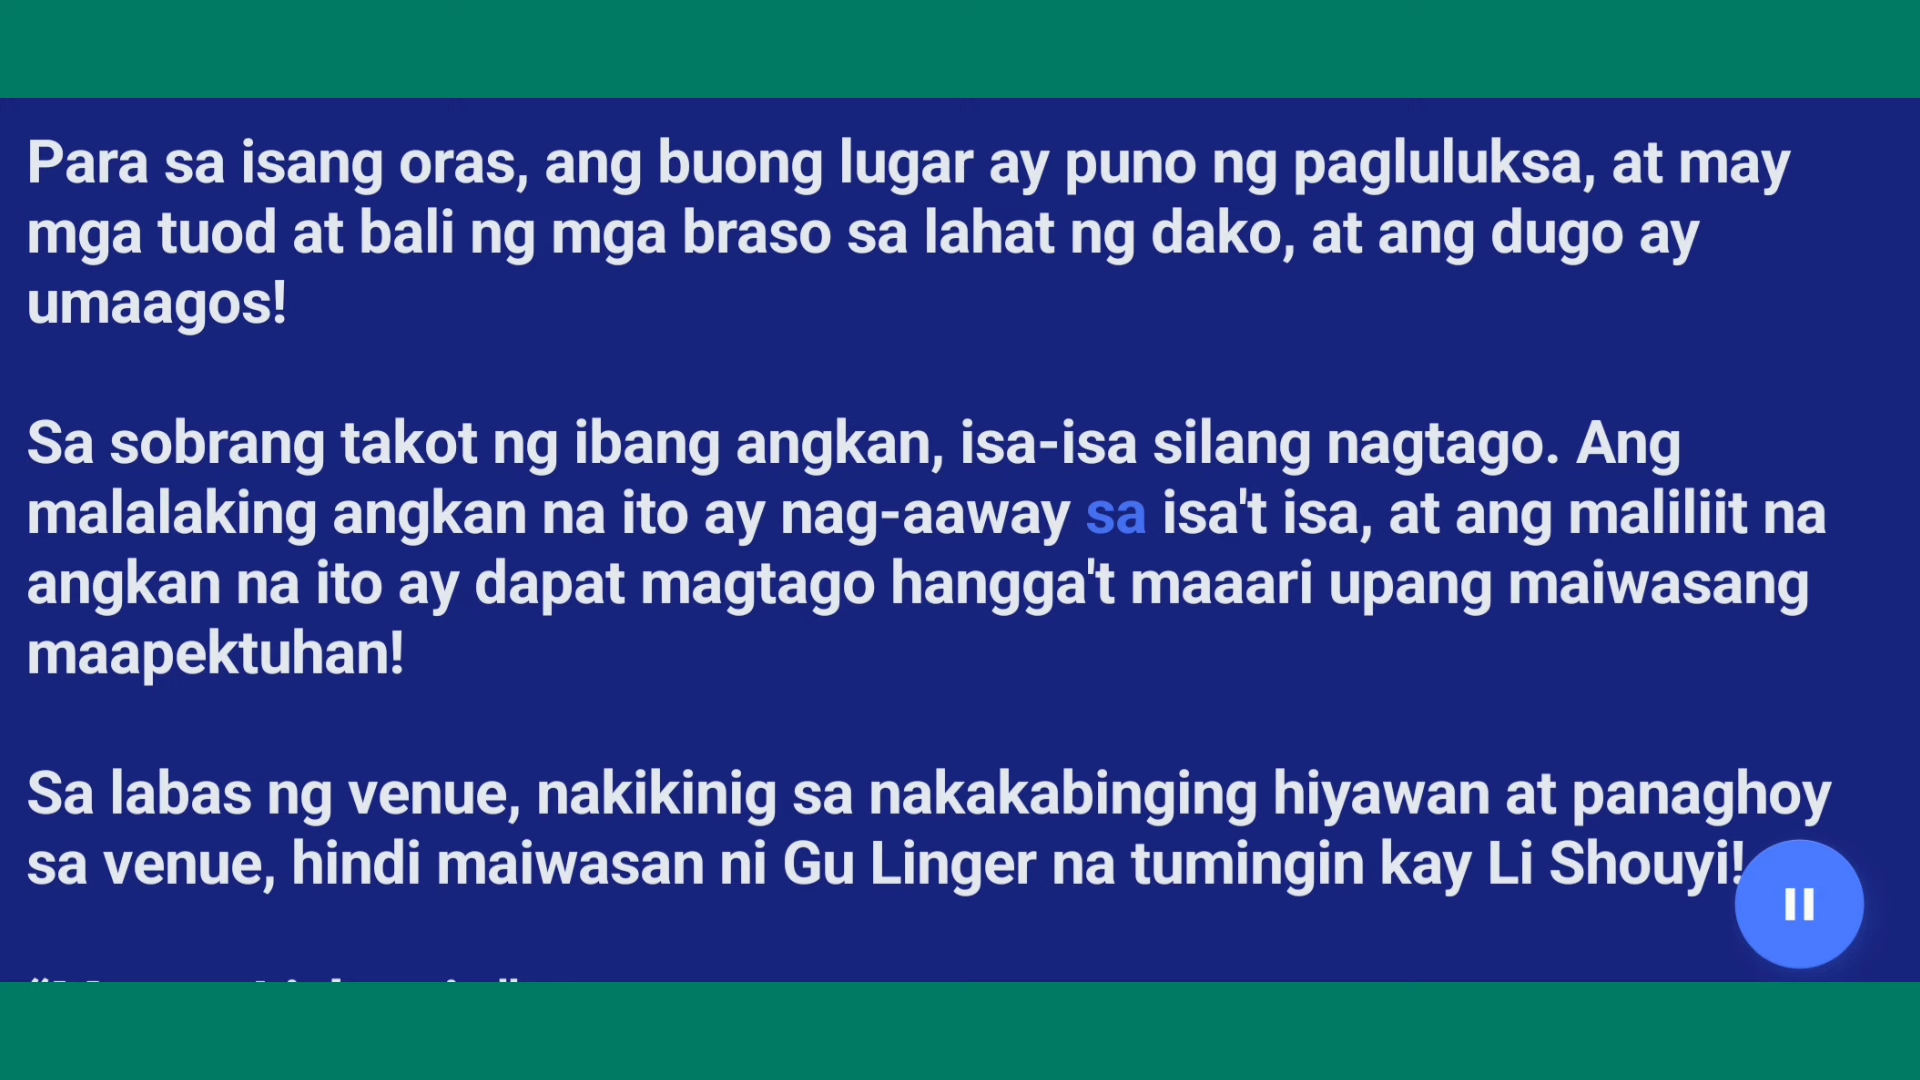 Para sa isang oras, ang buong lugar ay puno ng pagluluksa, at may
mga tuod at bali ng mga braso sa lahat ng dako, at ang dugo ay
umaagos!
Sa sobrang takot ng ibang angkan, isa-isa silang nagtago. Ang
malalaking angkan na ito ay nag-aaway sa isa't isa, at ang maliliit na
angkan na ito ay dapat magtago hangga't maaari upang maiwasang
maapektuhan!
Sa labas ng venue, nakikinig sa nakakabinging hiyawan at panaghoy
sa venue, hindi maiwasan ni Gu Linger na tumingin kay Li Shouyi!